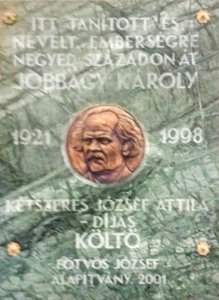 ITT TANÍTOTT ÉS
NEVELT EMBERSÉGRE
NEGYED SZÁZADON ÁT
JOBBÁGY KÁROLY
1921 1998
KÉTSZERES JÓZSEF ATTILA
-DÍJAS
KÖLTŐ
EÖTVÖS JÓZSEF
ALAPÍTVÁNY 2001